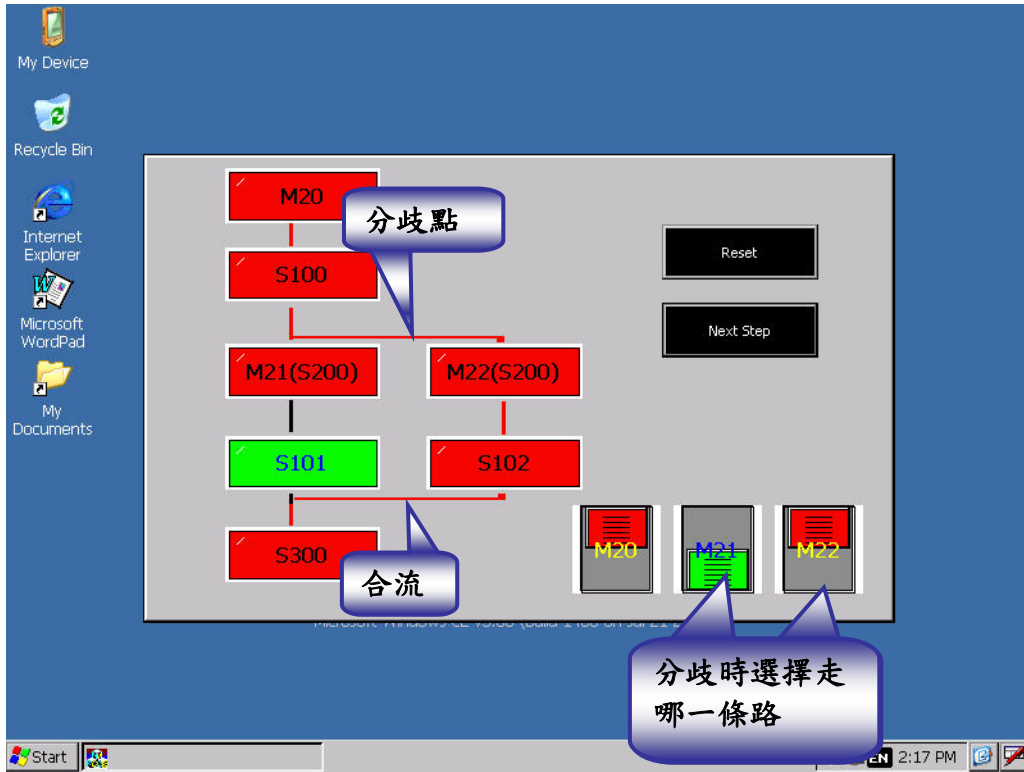 My Device
Recycle Bin
Internet
Explorer
Microsoft
WordPad
My
Documents
M20
分歧點
S100
M21(S200)
M22(S200)
S101
S102
S300
合流
Reset
Next Step
M20
M21
M22
分歧時選擇走
哪一條路
Start
EN
2:17 PM